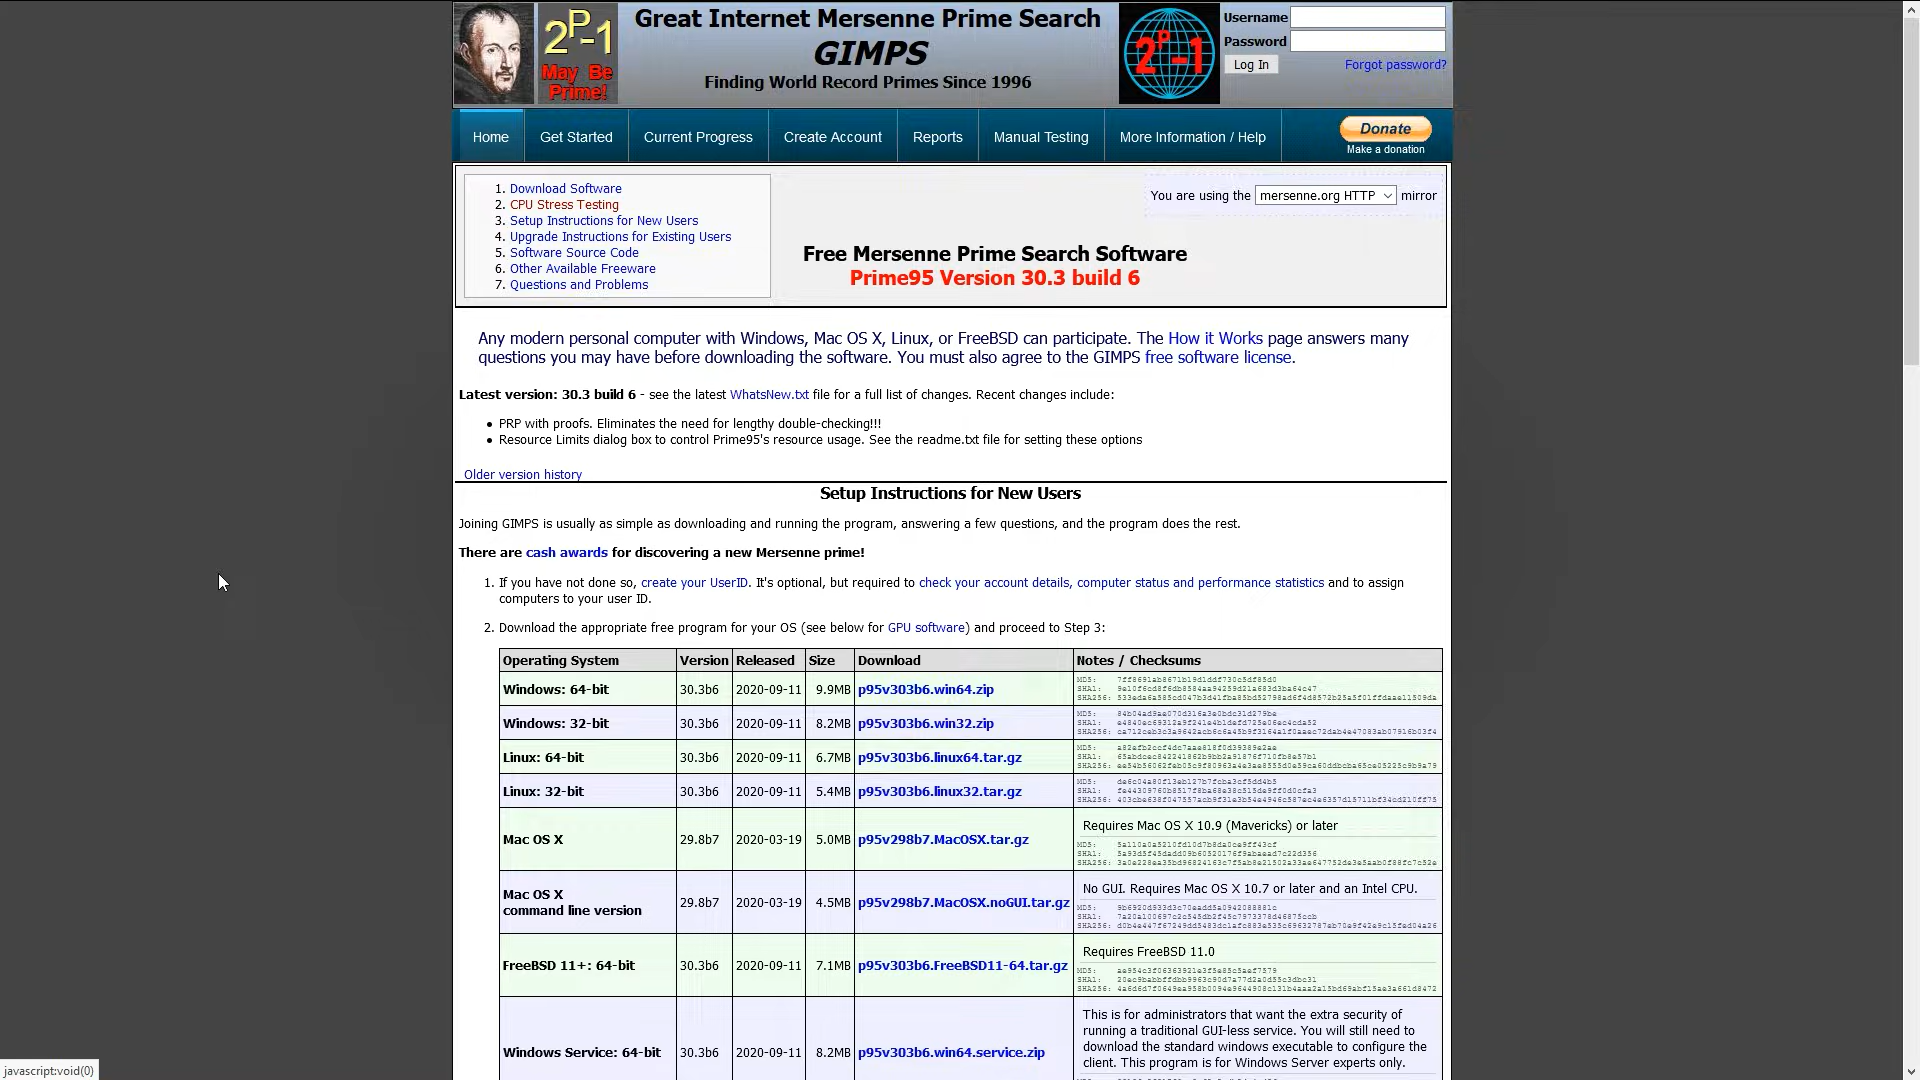 2P-1
May Be
Prime!
Great Internet Mersenne Prime Search
GIMPS
Finding World Record Primes Since 1996
2P-1
Username
Password
Log In
Forgot password?
Home
Get Started
Current Progress
Create Account
Reports
Manual Testing
More Information / Help
Donate
Make a donation
1. Download Software
2. CPU Stress Testing
3. Setup Instructions for New Users
4. Upgrade Instructions for Existing Users
5. Software Source Code
6. Other Available Freeware
7. Questions and Problems
You are using the mersenne.org HTTP mirror
Free Mersenne Prime Search Software
Prime95 Version 30.3 build 6
Any modern personal computer with Windows, Mac OS X, Linux, or FreeBSD can participate. The How it Works page answers many
questions you may have before downloading the software. You must also agree to the GIMPS free software license.
Latest version: 30.3 build 6 - see the latest WhatsNew.txt file for a full list of changes. Recent changes include:
• PRP with proofs. Eliminates the need for lengthy double-checking!!!
• Resource Limits dialog box to control Prime95's resource usage. See the readme.txt file for setting these options
Older version history
Setup Instructions for New Users
Joining GIMPS is usually as simple as downloading and running the program, answering a few questions, and the program does the rest.
There are cash awards for discovering a new Mersenne prime!
1. If you have not done so, create your UserID. It's optional, but required to check your account details, computer status and performance statistics and to assign
computers to your user ID.
2. Download the appropriate free program for your OS (see below for GPU software) and proceed to Step 3:
Operating System Version Released Size Download Notes / Checksums
Windows: 64-bit 30.3b6 2020-09-11 9.9MB p95v303b6.win64.zip
MD5:
SHA1:
SHA256:
Windows: 32-bit 30.3b6 2020-09-11 8.2MB p95v303b6.win32.zip
MD5:
SHA1:
SHA256:
Linux: 64-bit 30.3b6 2020-09-11 6.7MB p95v303b6.linux64.tar.gz
MD5:
SHA1:
SHA256:
Linux: 32-bit 30.3b6 2020-09-11 5.4MB p95v303b6.linux32.tar.gz
MD5:
SHA1:
SHA256:
Mac OS X 29.8b7 2020-03-19 5.0MB p95v298b7.MacOSX.tar.gz
Requires Mac OS X 10.9 (Mavericks) or later
MD5:
SHA1:
SHA256:
Mac OS X
command line version 29.8b7 2020-03-19 4.5MB p95v298b7.MacOSX.noGUI.tar.gz
No GUI. Requires Mac OS X 10.7 or later and an Intel CPU.
MD5:
SHA1:
SHA256:
FreeBSD 11+: 64-bit 30.3b6 2020-09-11 7.1MB p95v303b6.FreeBSD11-64.tar.gz
Requires FreeBSD 11.0
MD5:
SHA1:
SHA256:
Windows Service: 64-bit 30.3b6 2020-09-11 8.2MB p95v303b6.win64.service.zip
This is for administrators that want the extra security of
running a traditional GUI-less service. You will still need to
download the standard windows executable to configure the
client. This program is for Windows Server experts only.
javascript:void(0)